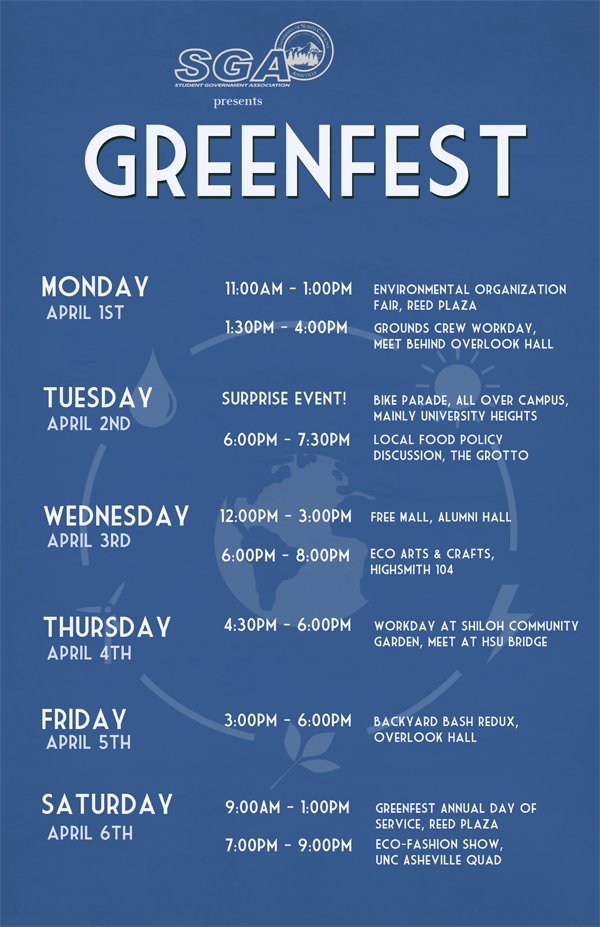 SGA
STUDENT GOVERNMENT ASSOCIATION
presents
GREENFEST
MONDAY
APRIL 1ST
11:00AM - 1:00PM
ENVIRONMENTAL ORGANIZATION
FAIR, REED PLAZA
1:30PM - 4:00PM
GROUNDS CREW WORKDAY,
MEET BEHIND OVERLOOK HALL
TUESDAY
APRIL 2ND
SURPRISE EVENT!
BIKE PARADE, ALL OVER CAMPUS,
MAINLY UNIVERSITY HEIGHTS
6:00PM - 7:30PM
LOCAL FOOD POLICY
DISCUSSION, THE GROTTO
WEDNESDAY
APRIL 3RD
12:00PM - 3:00PM
FREE MALL, ALUMNI HALL
6:00PM - 8:00PM
ECO ARTS & CRAFTS,
HIGHSMITH 104
THURSDAY
APRIL 4TH
4:30PM - 6:00PM
WORKDAY AT SHILOH COMMUNITY
GARDEN, MEET AT HSU BRIDGE
FRIDAY
APRIL 5TH
3:00PM - 6:00PM
BACKYARD BASH REDUX,
OVERLOOK HALL
SATURDAY
APRIL 6TH
9:00AM - 1:00PM
GREENFEST ANNUAL DAY OF
SERVICE, REED PLAZA
7:00PM - 9:00PM
ECO-FASHION SHOW,
UNC ASHEVILLE QUAD